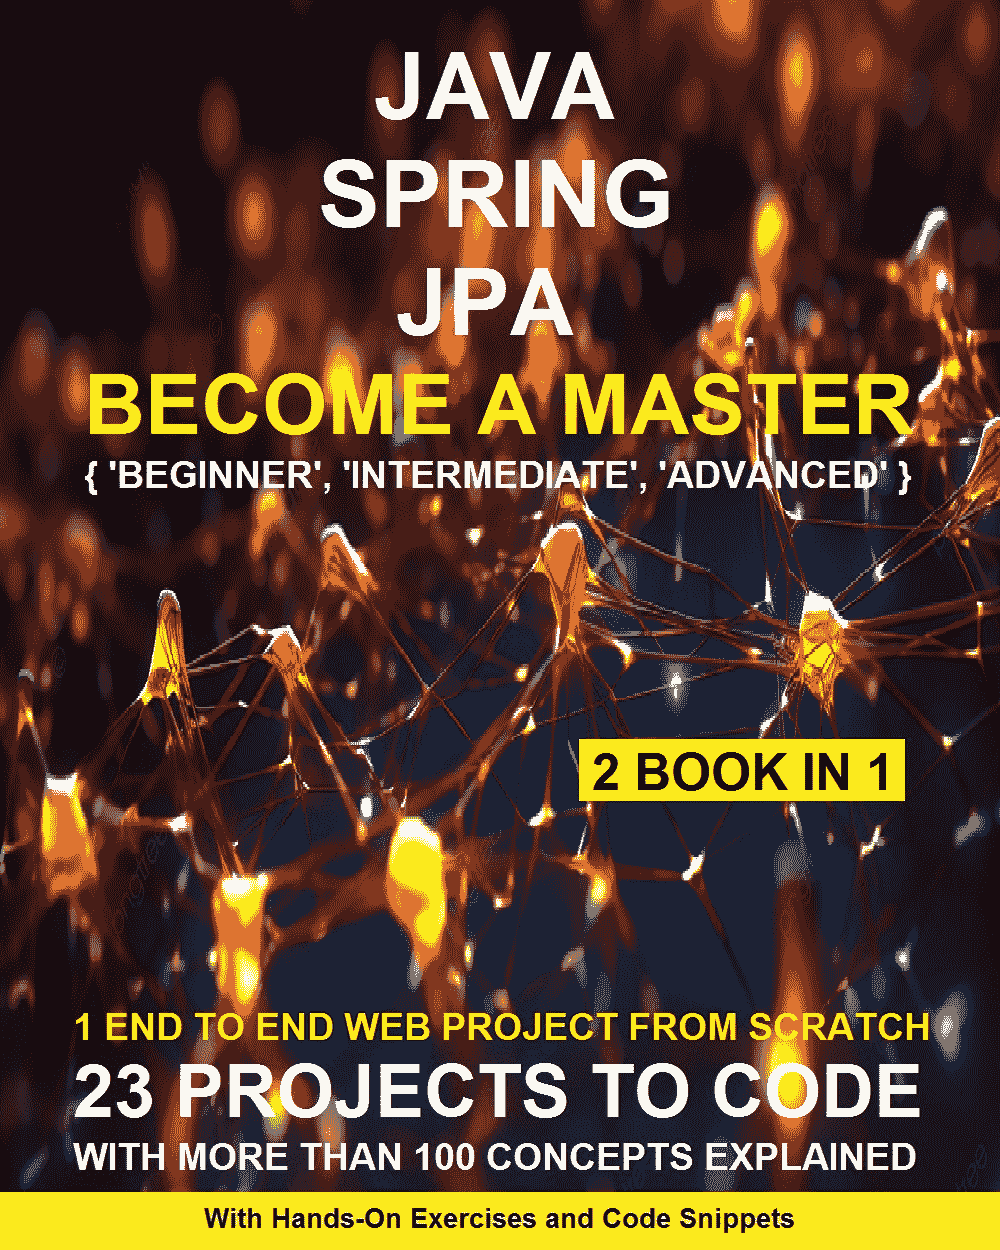 JAVA
SPRING
JPA
BECOME A MASTER
{ 'BEGINNER', 'INTERMEDIATE', 'ADVANCED' }
2 BOOK IN 1
1 END TO END WEB PROJECT FROM SCRATCH
23 PROJECTS TO CODE
WITH MORE THAN 100 CONCEPTS EXPLAINED
With Hands-On Exercises and Code Snippets